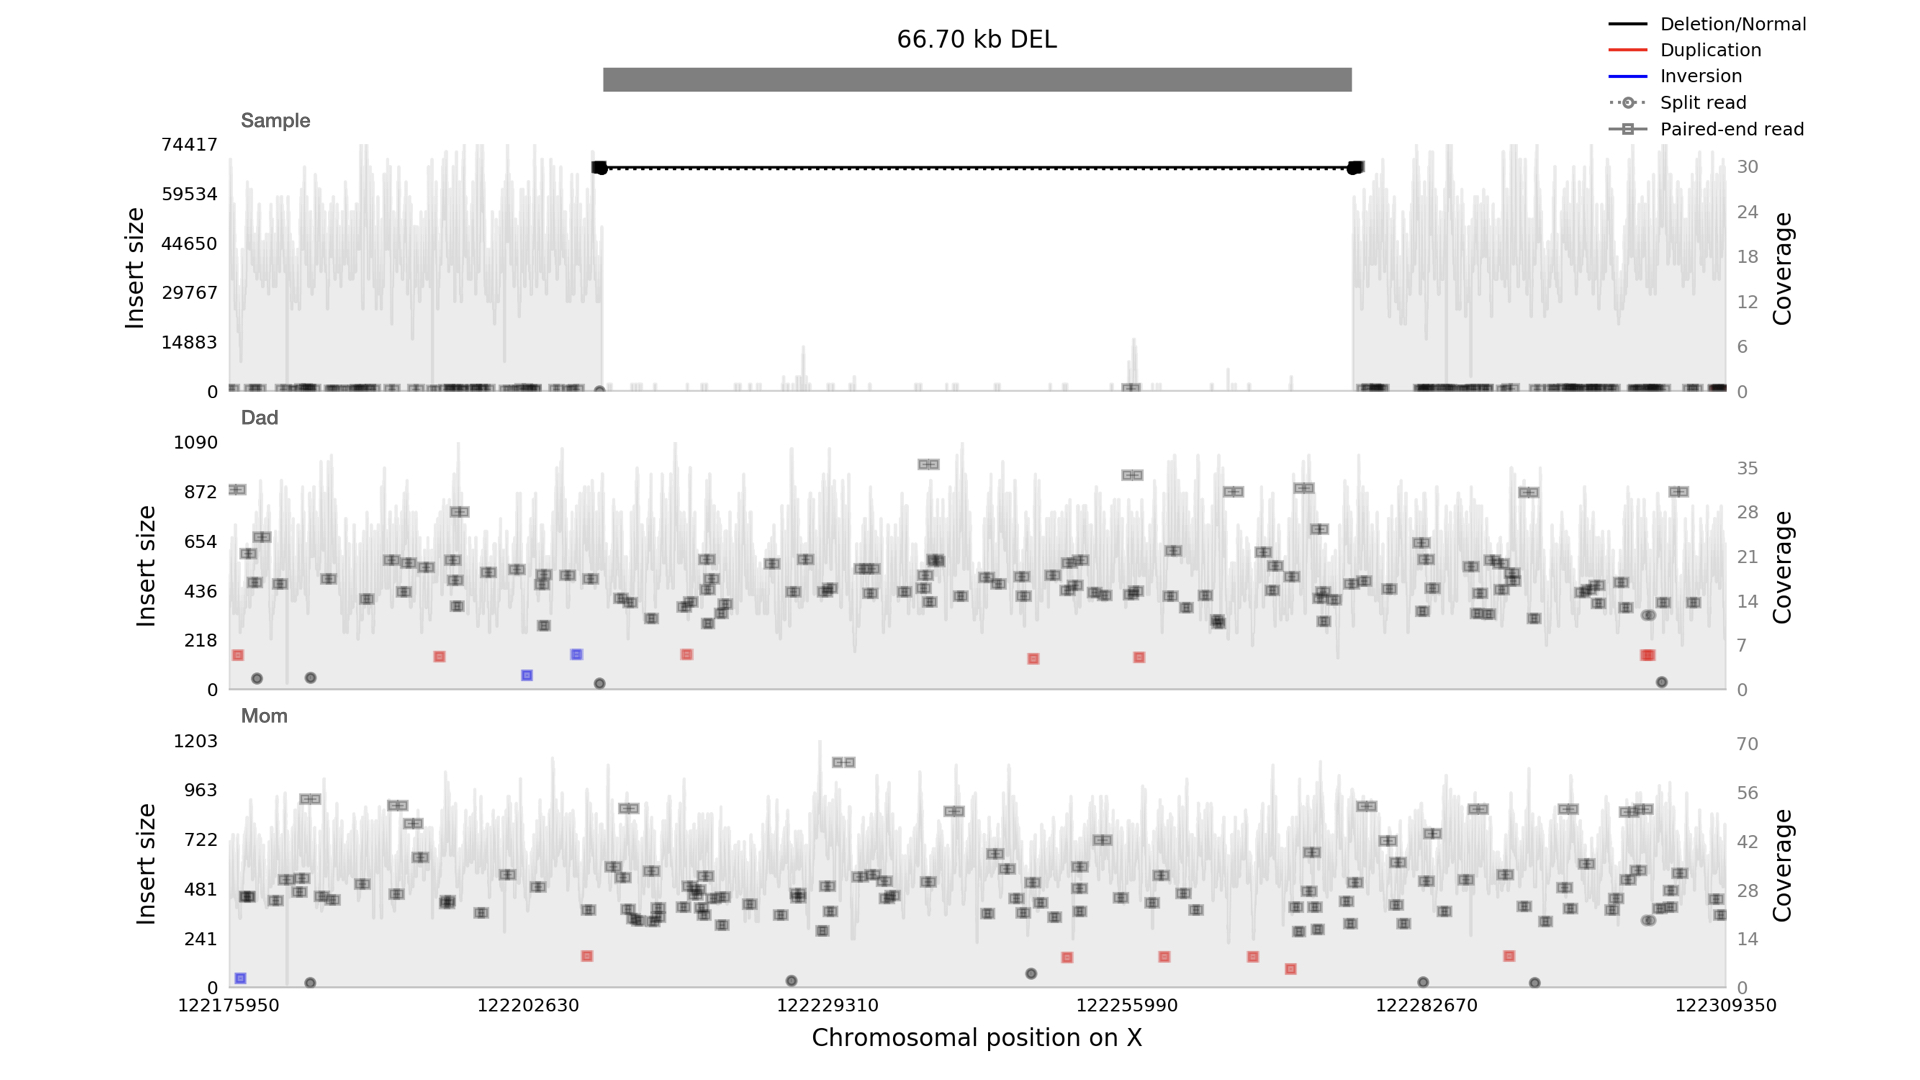 66.70 kb DEL
Deletion/Normal
Duplication
Inversion
Split read
Paired-end read
Sample
Insert size
74417
59534
44650
29767
14883
0
30
24
18
12
6
0
Coverage
Dad
Insert size
1090
872
654
436
218
0
35
28
21
14
7
0
Coverage
Mom
Insert size
1203
963
722
481
241
0
70
56
42
28
14
0
Coverage
122175950 122202630 122229310 122255990 122282670 122309350
Chromosomal position on X